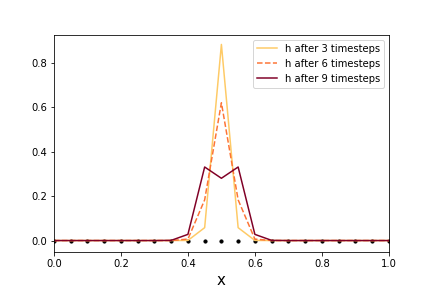 h after 3 timesteps
h after 6 timesteps
h after 9 timesteps
0.8
0.6
0.4
0.2
0.0
0.0 0.2 0.4 0.6 0.8 1.0
x